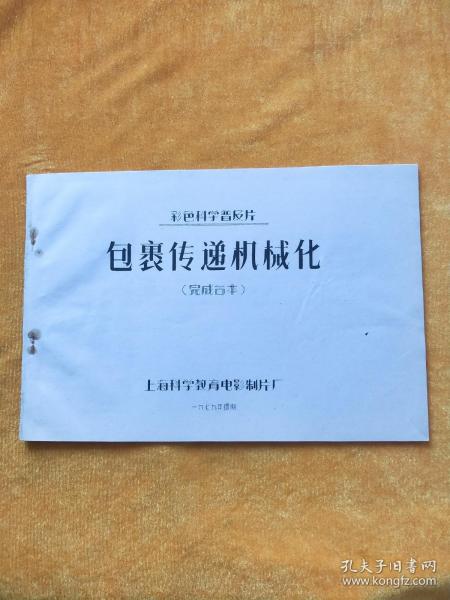 彩色科学普及片
包裹传递机械化
（完成台本）
上海科学教育电影制片厂
一九七九年摄制
孔夫子旧书网
www.kongfz.com